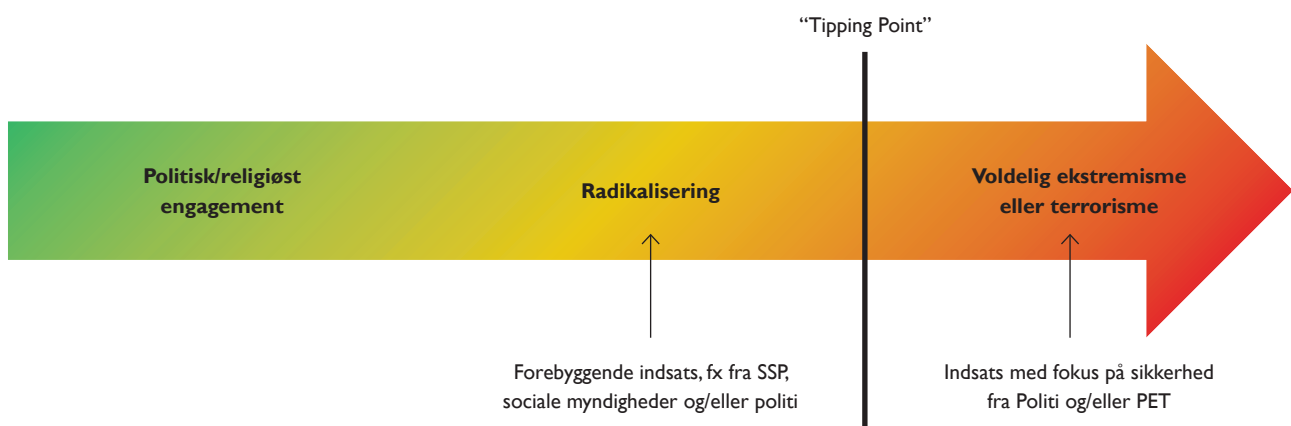 “Tipping Point”
Politisk/religiøst
engagement
Radikalisering
Voldelig ekstremisme
eller terrorisme
Forebyggende indsats, fx fra SSP,
sociale myndigheder og/eller politi
Indsats med fokus på sikkerhed
fra Politi og/eller PET